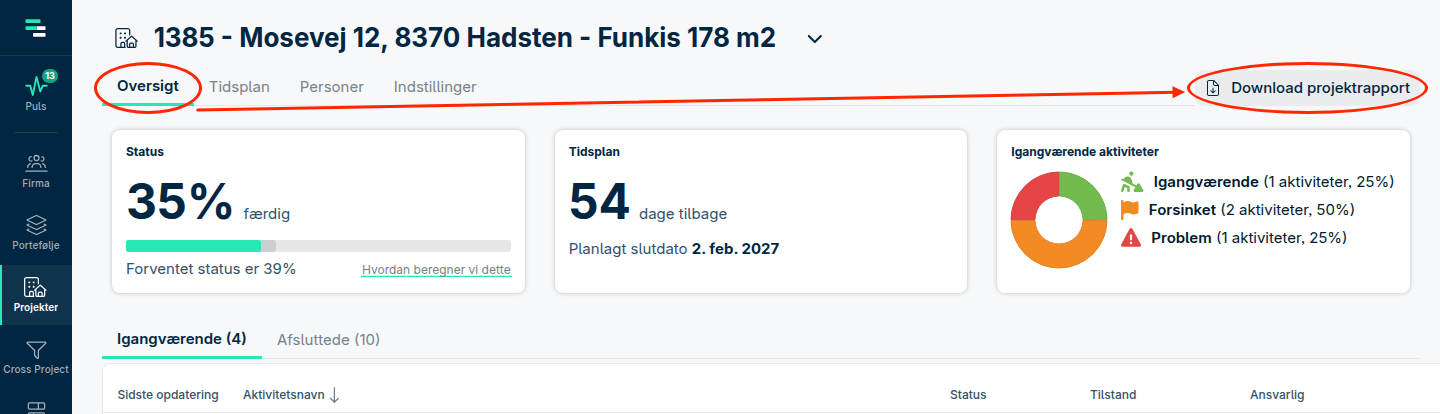 1385 - Mosevej 12, 8370 Hadsten - Funkis 178 m2
13
Puls
Firma
Portefølje
Projekter
Cross Project
Oversigt Tidsplan Personer Indstillinger
Download projektrapport
Status
35% færdig
Forventet status er 39% Hvordan beregner vi dette
Tidsplan
54 dage tilbage
Planlagt slutdato 2. feb. 2027
Igangværende aktiviteter
Igangværende (1 aktiviteter, 25%)
Forsinket (2 aktiviteter, 50%)
Problem (1 aktiviteter, 25%)
Igangværende (4) Afsluttede (10)
Sidste opdatering Aktivitetsnavn Status Tilstand Ansvarlig